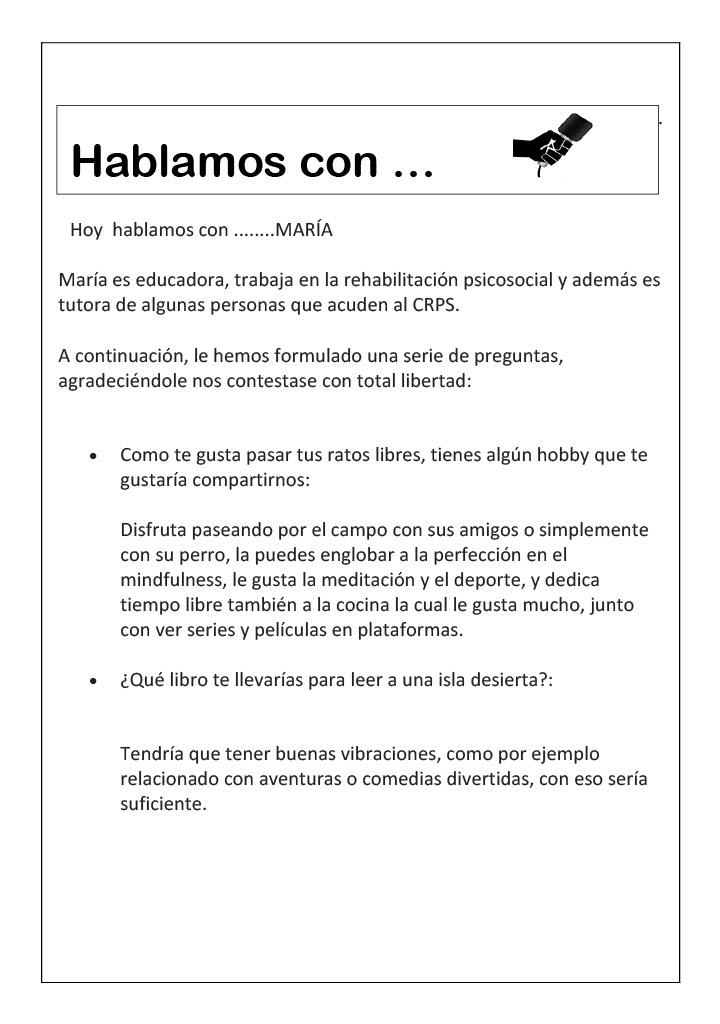 Hablamos con ...
Hoy  hablamos con ........MARÍA
María es educadora, trabaja en la rehabilitación psicosocial y además es
tutora de algunas personas que acuden al CRPS.
A continuación, le hemos formulado una serie de preguntas,
agradeciéndole nos contestase con total libertad:
• Como te gusta pasar tus ratos libres, tienes algún hobby que te
gustaría compartirnos:
Disfruta paseando por el campo con sus amigos o simplemente
con su perro, la puedes englobar a la perfección en el
mindfulness, le gusta la meditación y el deporte, y dedica
tiempo libre también a la cocina la cual le gusta mucho, junto
con ver series y películas en plataformas.
• ¿Qué libro te llevarías para leer a una isla desierta?:
Tendría que tener buenas vibraciones, como por ejemplo
relacionado con aventuras o comedias divertidas, con eso sería
suficiente.